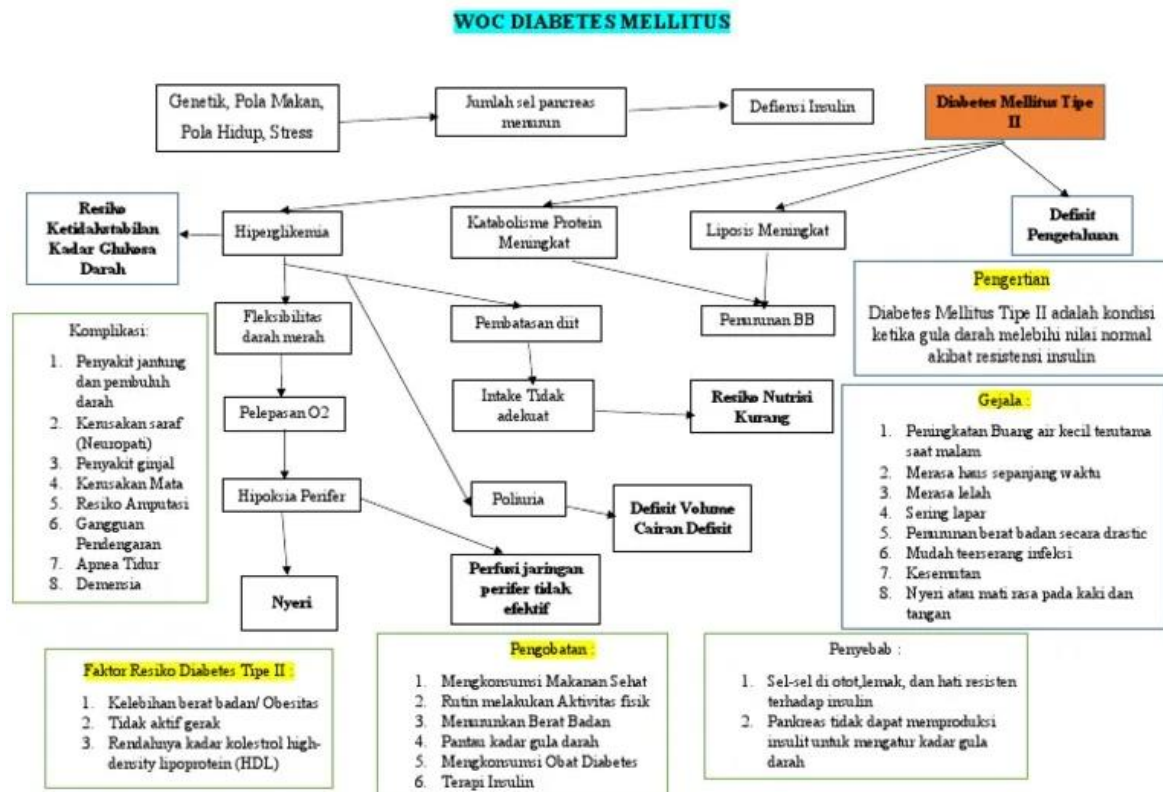 WOC DIABETES MELLITUS
Genetik, Pola Makan,
Pola Hidup, Stress
Jumlah sel pancreas
menurun
Defiensi Insulin
Diabetes Mellitus Tipe
II
Resiko
Ketidakstabilan
Kadar Glukosa
Darah
Hiperglikemia
Katabolisme Protein
Meningkat
Liposis Meningkat
Defisit
Pengetahuan
Pengertian
Diabetes Mellitus Tipe II adalah kondisi
ketika gula darah melebihi nilai normal
akibat resistensi insulin
Komplikasi:
1. Penyakit jantung
dan pembuluh
darah
2. Kerusakan saraf
(Neuropati)
3. Penyakit ginjal
4. Kerusakan Mata
5. Resiko Amputasi
6. Gangguan
Pendengaran
7. Apnea Tidur
8. Demensia
Fleksibilitas
darah merah
Pembatasan diit
Penurunan BB
Pelepasan O2
Intake Tidak
adekuat
Resiko Nutrisi
Kurang
Hipoksia Perifer
Poliuria
Defisit Volume
Cairan Defisit
Nyeri
Perfusi jaringan
perifer tidak
efektif
Gejala :
1. Peningkatan Buang air kecil terutama
saat malam
2. Merasa haus sepanjang waktu
3. Merasa lelah
4. Sering lapar
5. Penurunan berat badan secara drastic
6. Mudah teerserang infeksi
7. Kesemutan
8. Nyeri atau mati rasa pada kaki dan
tangan
Faktor Resiko Diabetes Tipe II :
1. Kelebihan berat badan/ Obesitas
2. Tidak aktif gerak
3. Rendahnya kadar kolestrol high-
density lipoprotein (HDL)
Pengobatan :
1. Mengkonsumsi Makanan Sehat
2. Rutin melakukan Aktivitas fisik
3. Menurunkan Berat Badan
4. Pantau kadar gula darah
5. Mengkonsumsi Obat Diabetes
6. Terapi Insulin
Penyebab :
1. Sel-sel di otot,lemak, dan hati resisten
terhadap insulin
2. Pankreas tidak dapat memproduksi
insulit untuk mengatur kadar gula
darah